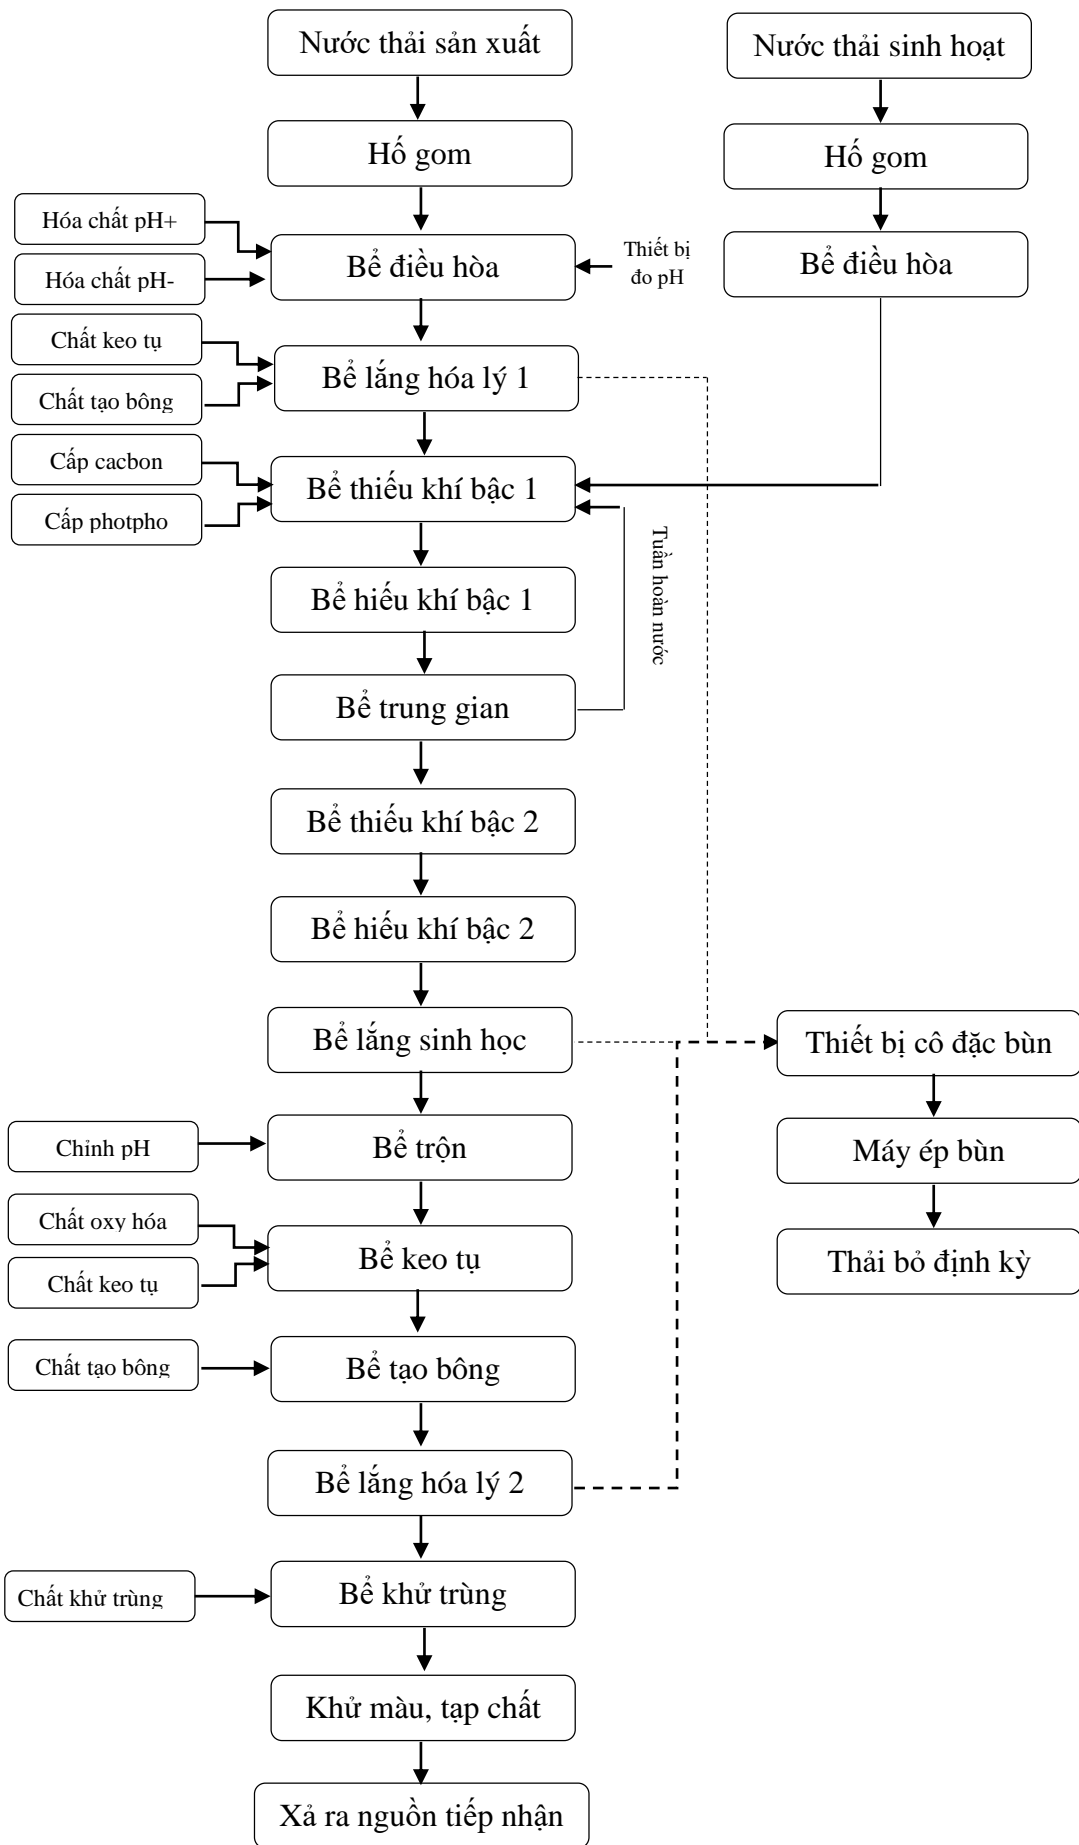 Nước thải sản xuất
Nước thải sinh hoạt
Hố gom
Hố gom
Hóa chất pH+
Hóa chất pH-
Bể điều hòa
Thiết bị
đo pH
Bể điều hòa
Chất keo tụ
Chất tạo bông
Bể lắng hóa lý 1
Cấp cacbon
Cấp photpho
Bể thiếu khí bậc 1
Tuần hoàn nước
Bể hiếu khí bậc 1
Bể trung gian
Bể thiếu khí bậc 2
Bể hiếu khí bậc 2
Bể lắng sinh học
Thiết bị cô đặc bùn
Chỉnh pH
Bể trộn
Máy ép bùn
Chất oxy hóa
Chất keo tụ
Bể keo tụ
Thải bỏ định kỳ
Chất tạo bông
Bể tạo bông
Bể lắng hóa lý 2
Chất khử trùng
Bể khử trùng
Khử màu, tạp chất
Xả ra nguồn tiếp nhận